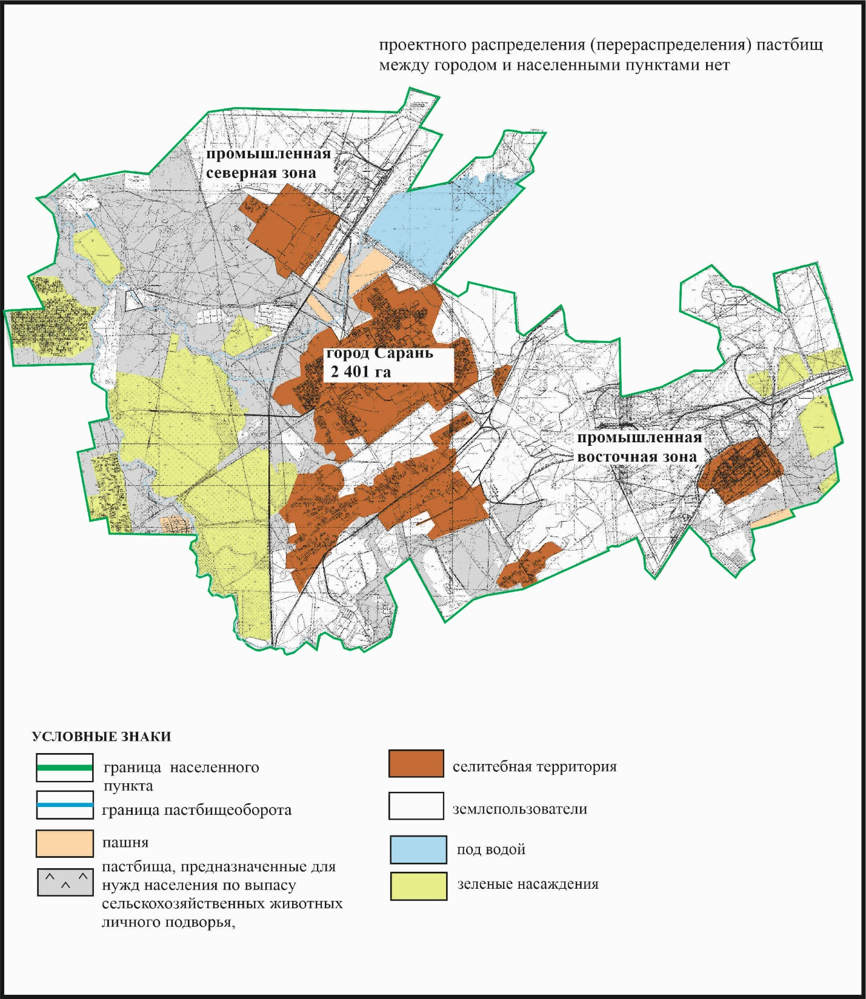 проектного распределения (перераспределения) пастбищ
между городом и населенными пунктами нет
промышленная
северная зона
город Сарань
2 401 га
промышленная
восточная зона
УСЛОВНЫЕ ЗНАКИ
граница населенного
пункта
граница пастбищеоборота
пашня
пастбища, предназначенные для
нужд населения по выпасу
сельскохозяйственных животных
личного подворья,
селитебная территория
землепользователи
под водой
зеленые насаждения